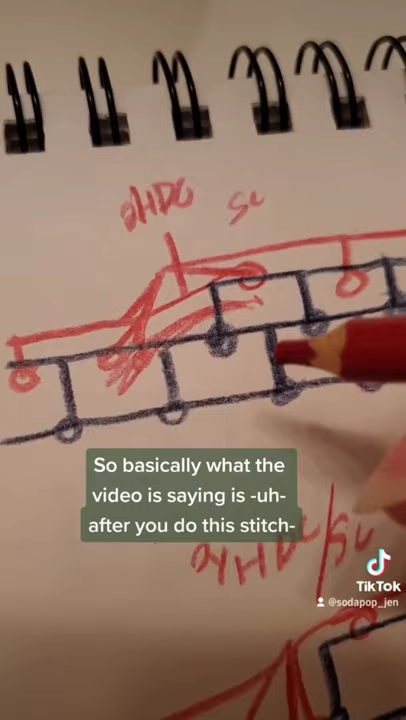 2HDC SC
So basically what the
video is saying is -uh-
after you do this stitch-
2HDC/SC
TikTok
@sodapop_jen